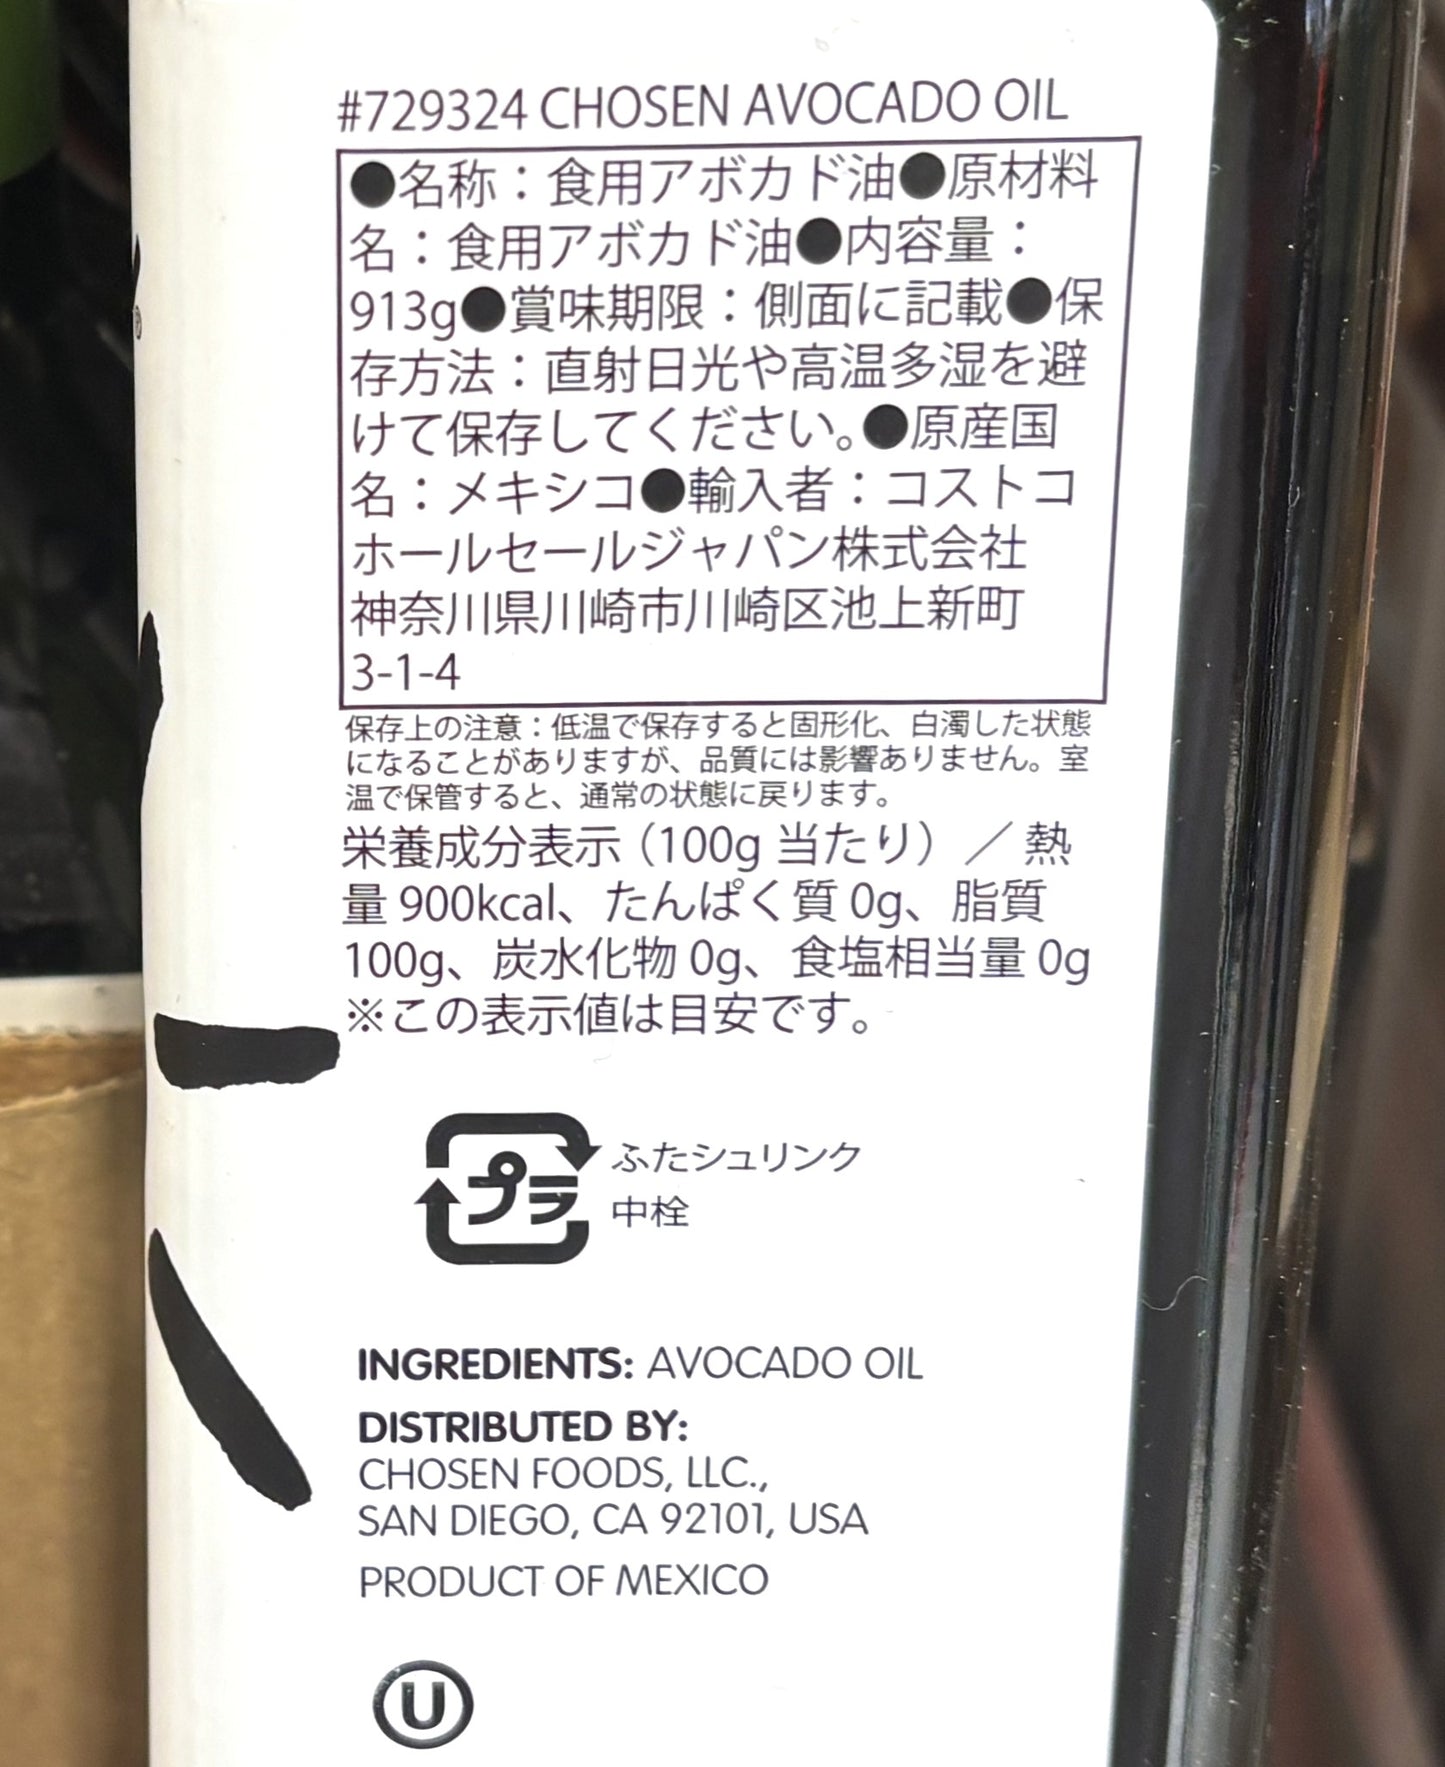 #729324 CHOSEN AVOCADO OIL
●名称：食用アボカド油●原材料
名：食用アボカド油●内容量：
913g●賞味期限：側面に記載●保
存方法：直射日光や高温多湿を避
けて保存してください。●原産国
名：メキシコ●輸入者：コストコ
ホールセールジャパン株式会社
神奈川県川崎市川崎区池上新町
3-1-4
保存上の注意：低温で保存すると固形化、白濁した状態
になることがありますが、品質には影響ありません。室
温で保管すると、通常の状態に戻ります。
栄養成分表示（100g 当たり）／熱
量 900kcal、たんぱく質 0g、脂質
100g、炭水化物 0g、食塩相当量 0g
※この表示値は目安です。
プラ
ふたシュリンク
中栓
INGREDIENTS: AVOCADO OIL
DISTRIBUTED BY:
CHOSEN FOODS, LLC.,
SAN DIEGO, CA 92101, USA
PRODUCT OF MEXICO
U